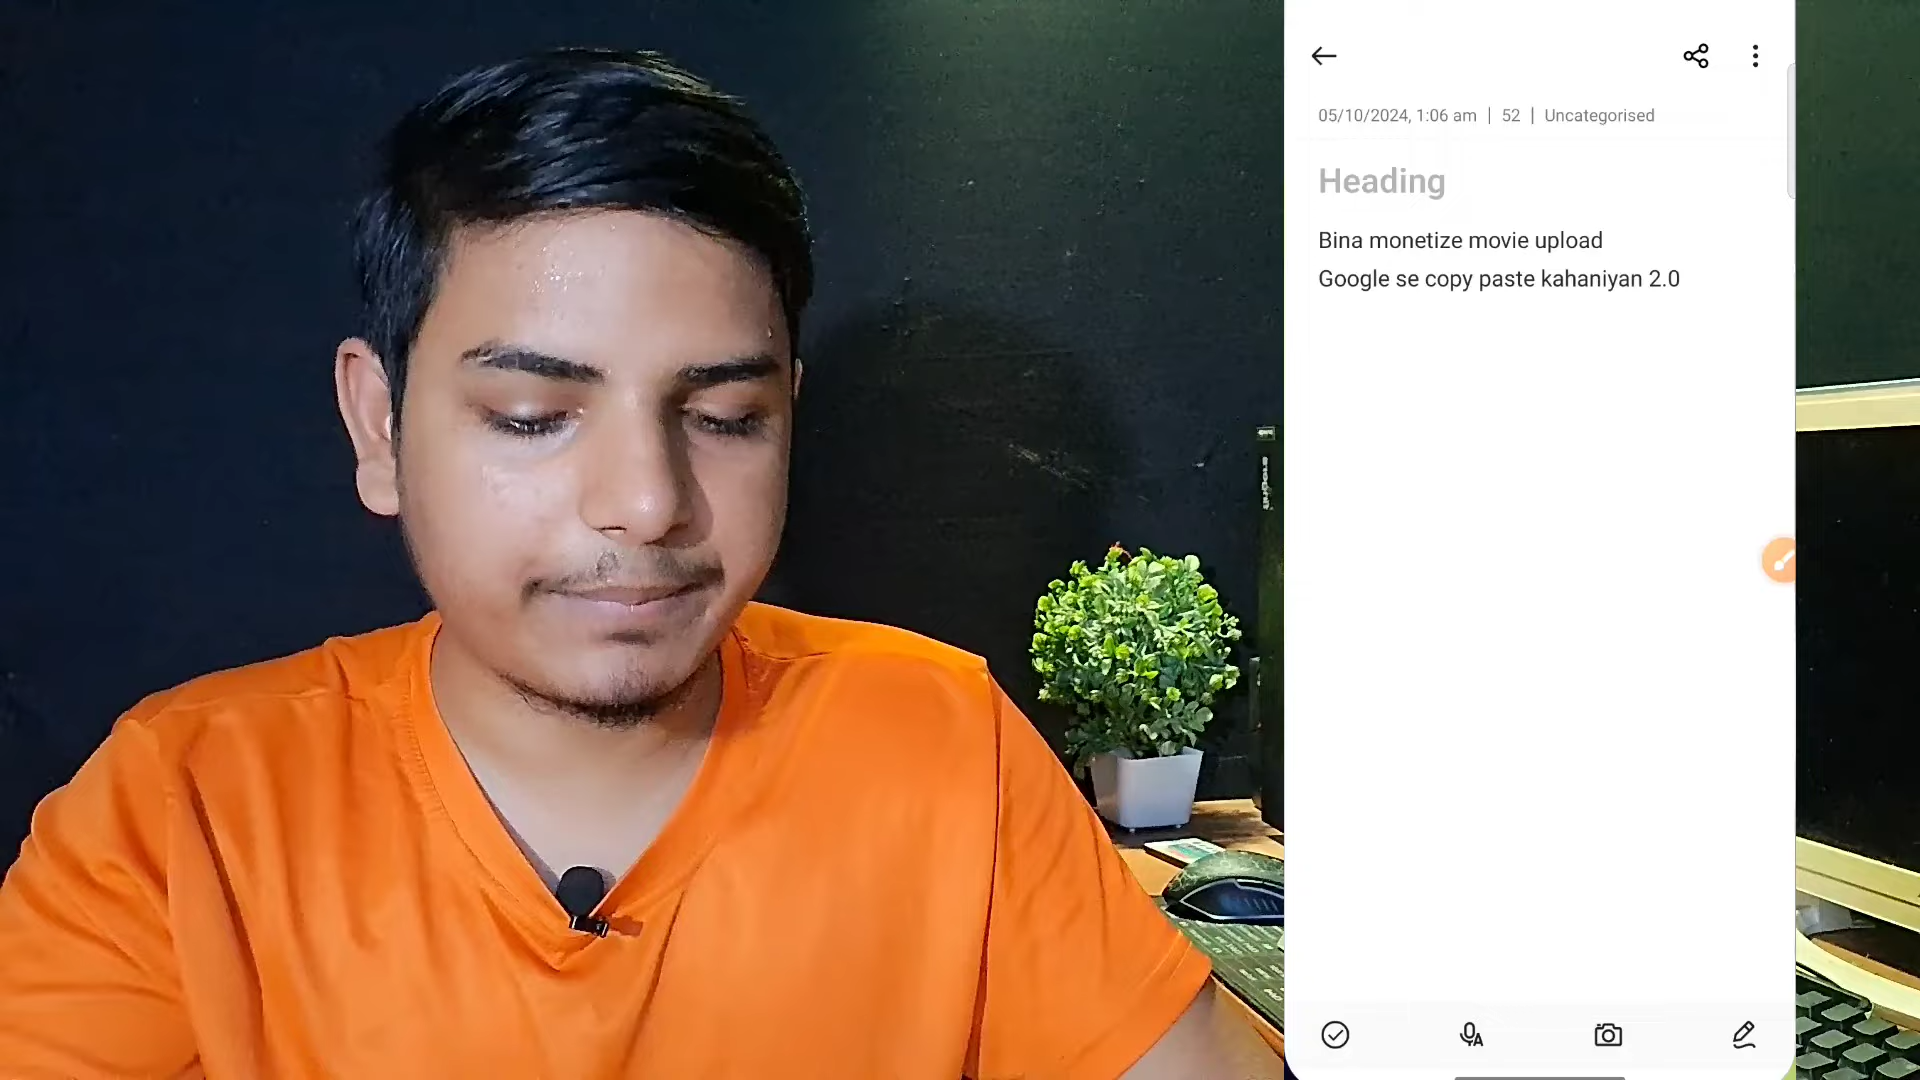 05/10/2024, 1:06 am | 52 | Uncategorised
Heading
Bina monetize movie upload
Google se copy paste kahaniyan 2.0